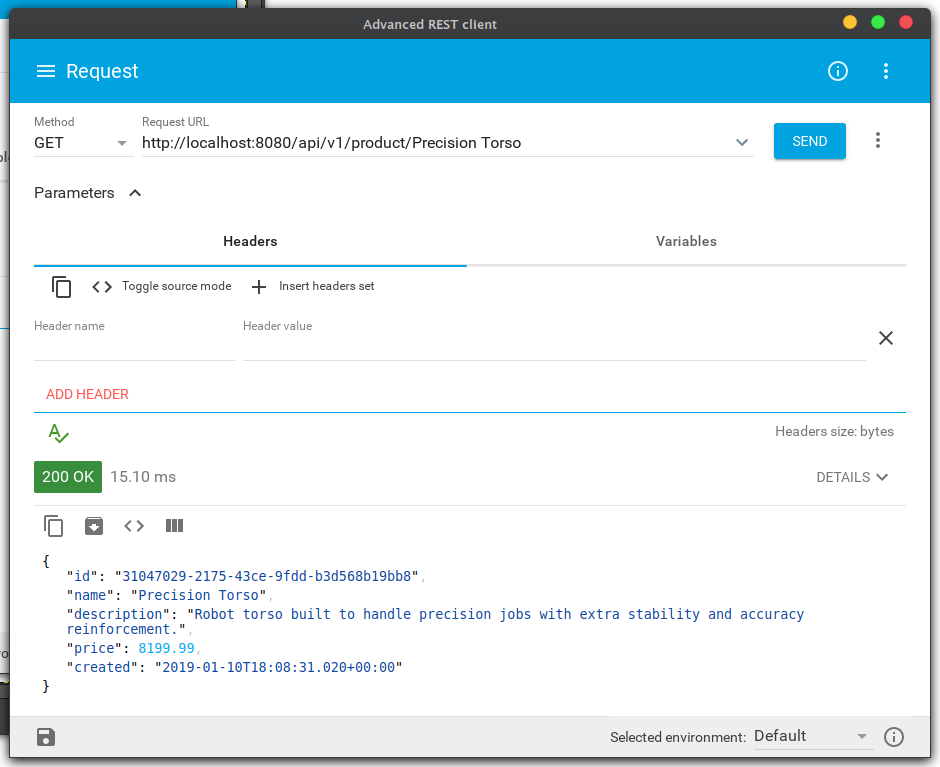 Advanced REST client
Request
Method
Request URL
GET
http://localhost:8080/api/v1/product/Precision Torso
SEND
Parameters
Headers
Variables
Toggle source mode
Insert headers set
Header name
Header value
ADD HEADER
Headers size: bytes
200 OK
15.10 ms
DETAILS
{
"id": "31047029-2175-43ce-9fdd-b3d568b19bb8",
"name": "Precision Torso",
"description": "Robot torso built to handle precision jobs with extra stability and accuracy
reinforcement.",
"price": 8199.99,
"created": "2019-01-10T18:08:31.020+00:00"
}
Selected environment:
Default